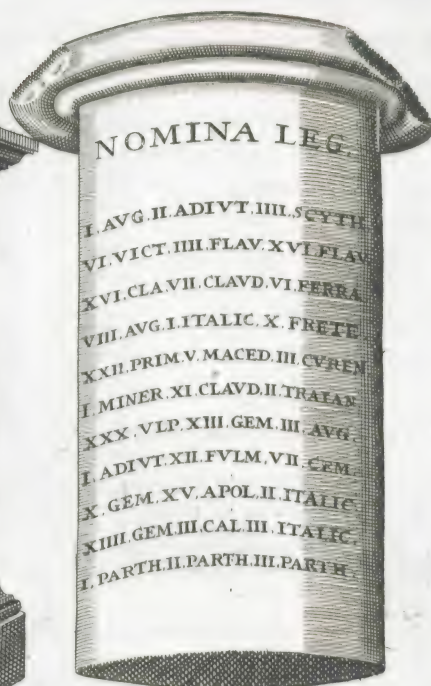 NOMINA LEG.
I. AVG. II. ADIVT. IIII. SCYTH
VI. VICT. IIII. FLAV. XVI. FLAV
XVI. CLA. VII. CLAVD. VI. FERRA
VIII. AVG. I. ITALIC. X. FRETE
XXII. PRIM. V. MACED. III. CVREN
I. MINER. XI. CLAVD. II. TRAIAN
XXX. VLP. XIII. GEM. III. AVG.
I. ADIVT. XII. FVLM. VII. GEM.
X. GEM. XV. APOL. II. ITALIC
XIIII. GEM. III. CAL. III. ITALIC.
I. PARTH. II. PARTH. III. PARTH.